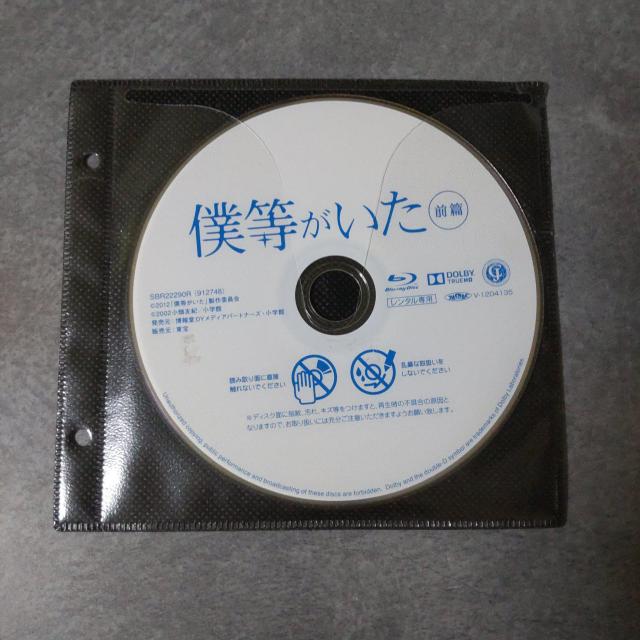 僕等がいた 前篇
SBR22290R (912748)
©2012「僕等がいた」製作委員会
©2002小畑友紀/小学館
発売元:博報堂DYメディアパートナーズ・小学館
販売元:東宝
Blu-ray Disc
DOLBY
TRUEHD
レンタル専用
V-1204135
読み取り面に直接
触れないでください
乱暴な取扱いを
しないでください
※ディスク面に指紋、汚れ、キズ等をつけますと、再生時の不具合の原因と
なりますので、お取り扱いには充分ご注意いただきますようお願い致します。
Unauthorized copying, public performance and broadcasting of these discs are forbidden. Dolby and the double-D symbol are trademarks of Dolby Laboratories.